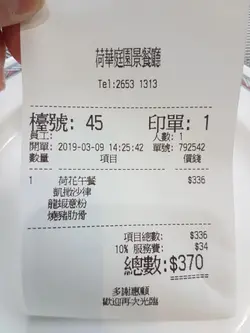 荷華庭園景餐廳
Tel:2653 1313
檯號: 45 印單: 1
員工: 人數: 1
開單: 2019-03-09 14:25:42 單號: 792542
數量 項目 價錢
1 荷花午餐 $336
凱撒沙律
龍蝦意粉
燒豬肋骨
項目總數: $336
10% 服務費: $34
總數: $370
多謝惠顧
歡迎再次光臨